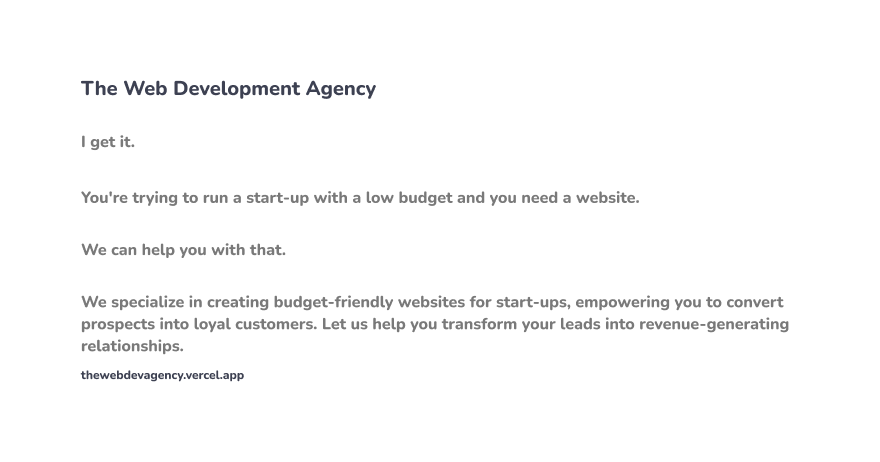 The Web Development Agency
I get it.
You're trying to run a start-up with a low budget and you need a website.
We can help you with that.
We specialize in creating budget-friendly websites for start-ups, empowering you to convert
prospects into loyal customers. Let us help you transform your leads into revenue-generating
relationships.
thewebdevagency.vercel.app